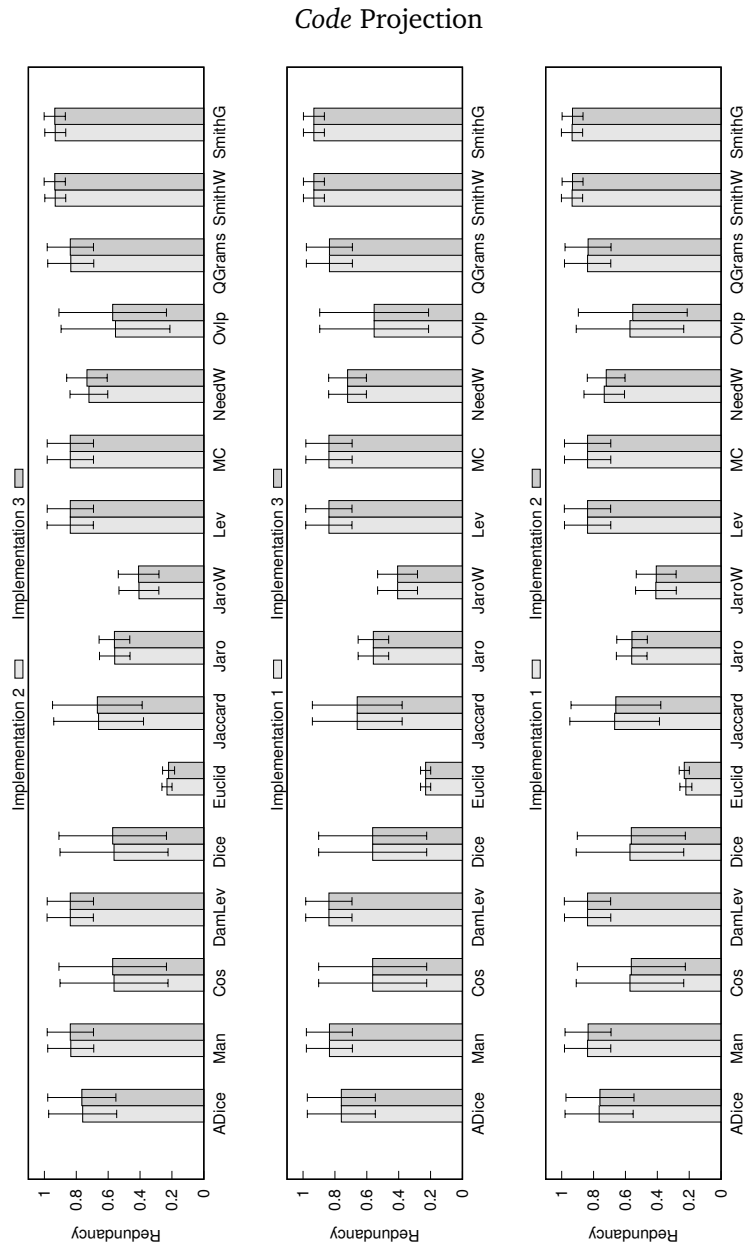 Code Projection
Implementation 2 Implementation 3
Redundancy
1
0.8
0.6
0.4
0.2
0
ADice Man Cos DamLev Dice Euclid Jaccard Jaro JaroW Lev MC NeedW Ovlp QGrams SmithW SmithG
Implementation 1 Implementation 3
Redundancy
1
0.8
0.6
0.4
0.2
0
ADice Man Cos DamLev Dice Euclid Jaccard Jaro JaroW Lev MC NeedW Ovlp QGrams SmithW SmithG
Implementation 1 Implementation 2
Redundancy
1
0.8
0.6
0.4
0.2
0
ADice Man Cos DamLev Dice Euclid Jaccard Jaro JaroW Lev MC NeedW Ovlp QGrams SmithW SmithG